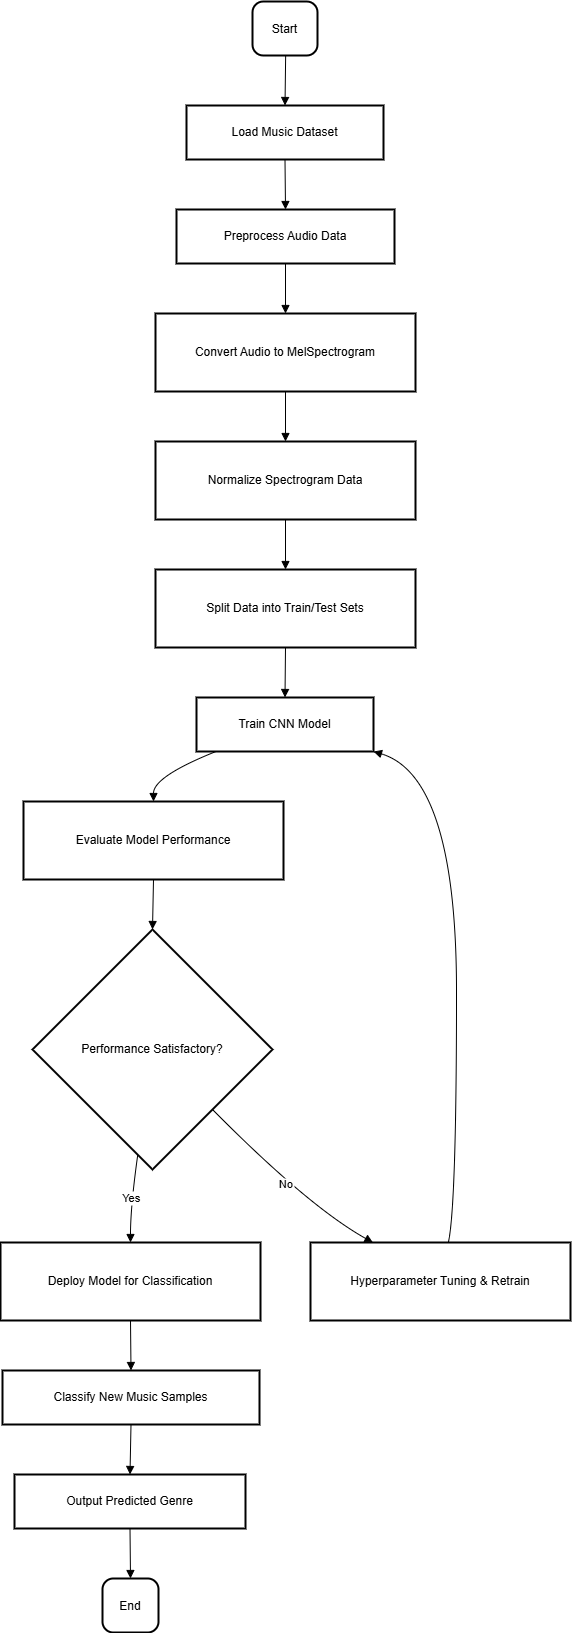 Start
Load Music Dataset
Preprocess Audio Data
Convert Audio to MelSpectrogram
Normalize Spectrogram Data
Split Data into Train/Test Sets
Train CNN Model
Evaluate Model Performance
Performance Satisfactory?
No
Yes
Deploy Model for Classification
Hyperparameter Tuning & Retrain
Classify New Music Samples
Output Predicted Genre
End